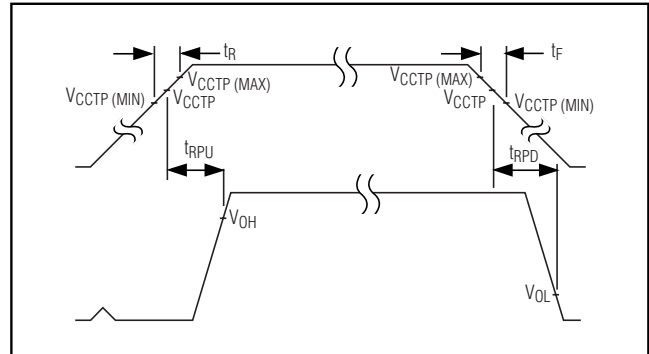 tR
tF
VCCTP (MAX)
VCCTP
VCCTP (MIN)
VCCTP (MAX)
VCCTP
VCCTP (MIN)
tRPU
tRPD
VOH
VOL